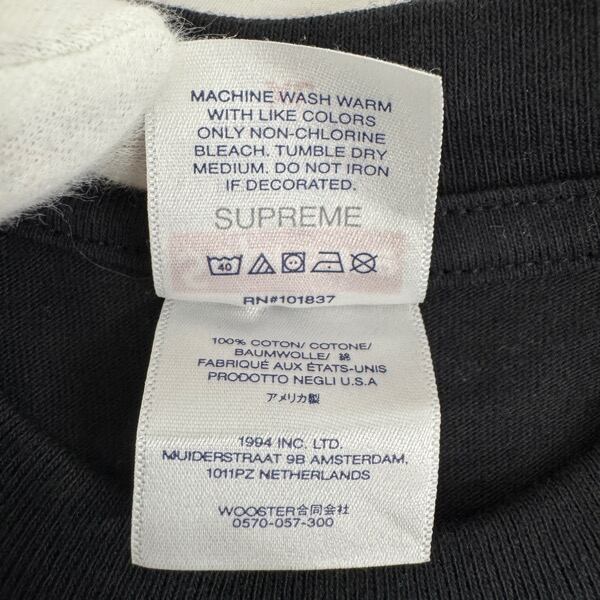 MACHINE WASH WARM
WITH LIKE COLORS
ONLY NON-CHLORINE
BLEACH. TUMBLE DRY
MEDIUM. DO NOT IRON
IF DECORATED.
SUPREME
40
RN#101837
100% COTTON/ COTONE/
BAUMWOLLE/ 綿
FABRIQUÉ AUX ÉTATS-UNIS
PRODOTTO NEGLI U.S.A
アメリカ製
1994 INC. LTD.
MUIDERSTRAAT 9B AMSTERDAM,
1011PZ NETHERLANDS
WOOSTER合同会社
0570-057-300